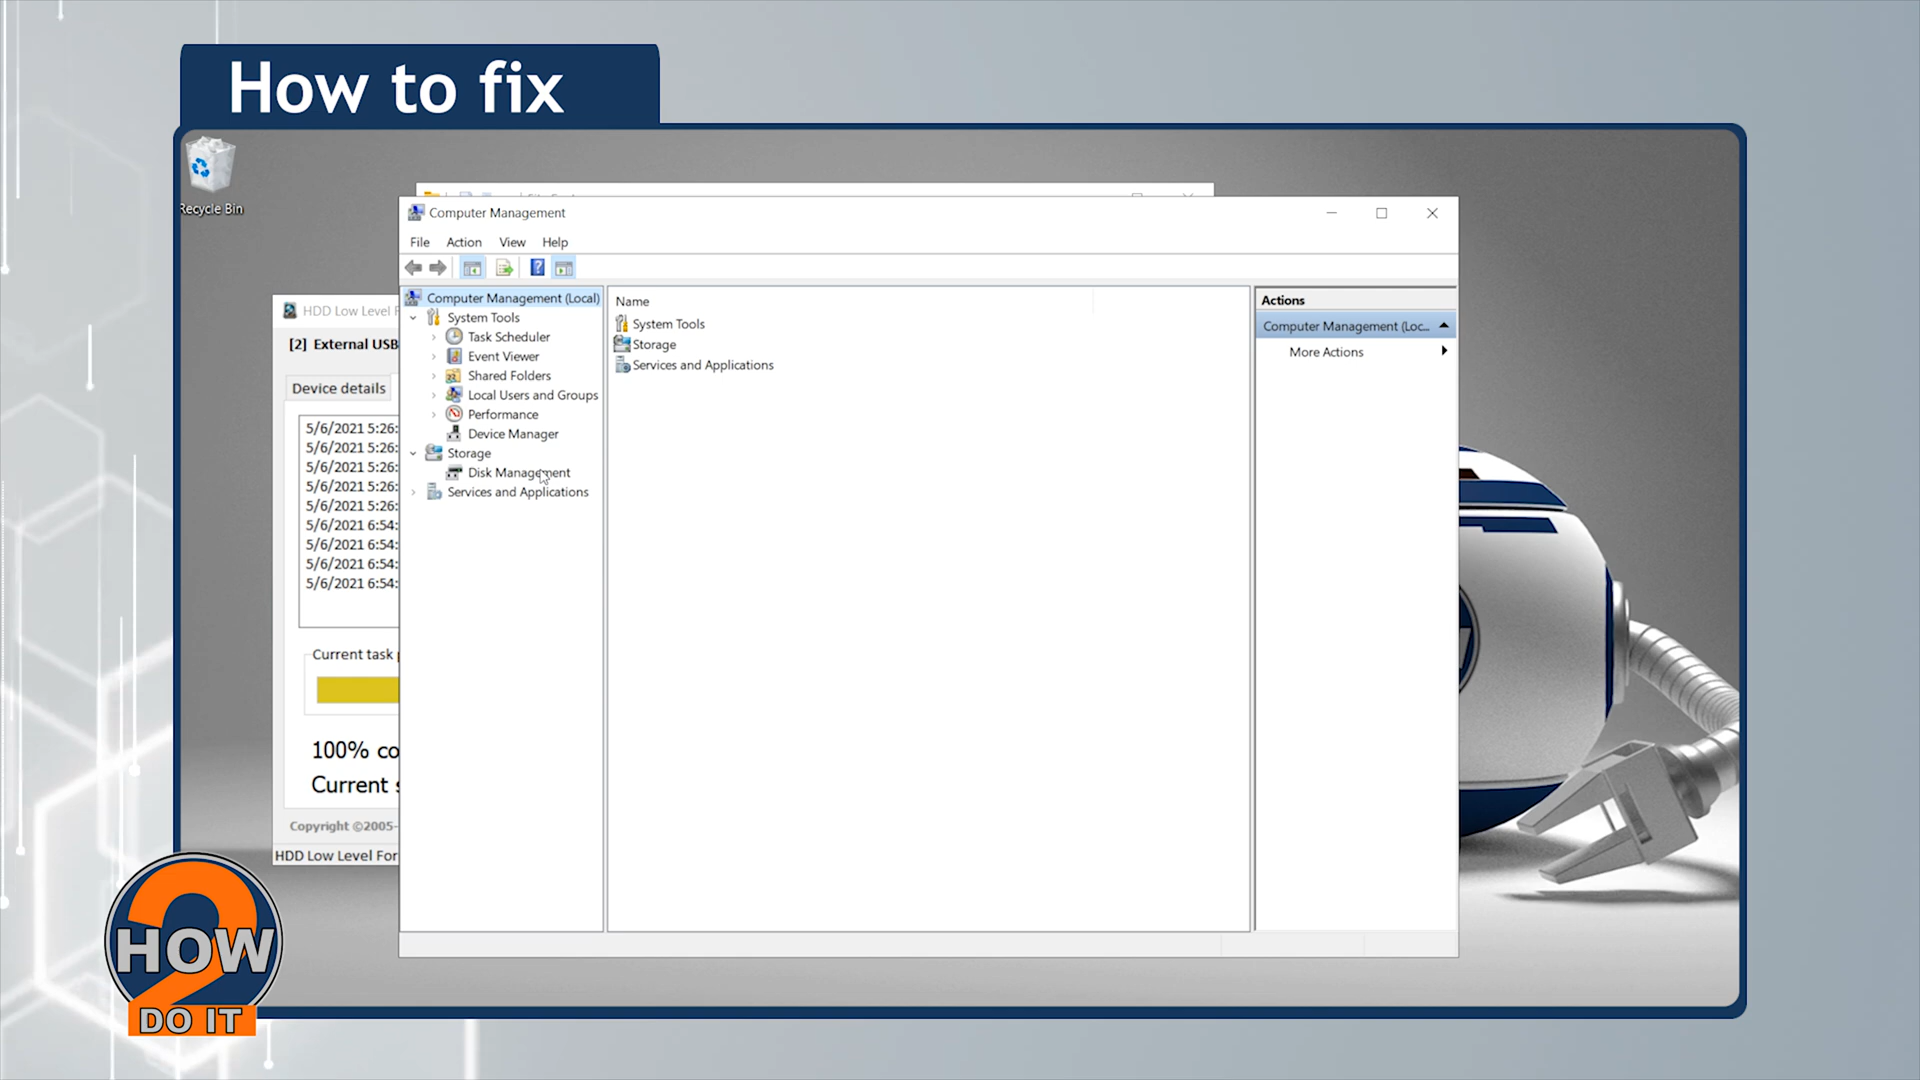 How to fix
Recycle Bin
Computer Management
File Action View Help
Computer Management (Local)
System Tools
Task Scheduler
Event Viewer
Shared Folders
Local Users and Groups
Performance
Device Manager
Storage
Disk Management
Services and Applications
Name
System Tools
Storage
Services and Applications
Actions
Computer Management (Loc...
More Actions
HDD Low Level F
[2] External USB
Device details
5/6/2021 5:26:
5/6/2021 5:26:
5/6/2021 5:26:
5/6/2021 5:26:
5/6/2021 5:26:
5/6/2021 6:54:
5/6/2021 6:54:
5/6/2021 6:54:
5/6/2021 6:54:
Current task
100% co
Current s
Copyright ©2005-
HDD Low Level For
HOW
2
DO IT